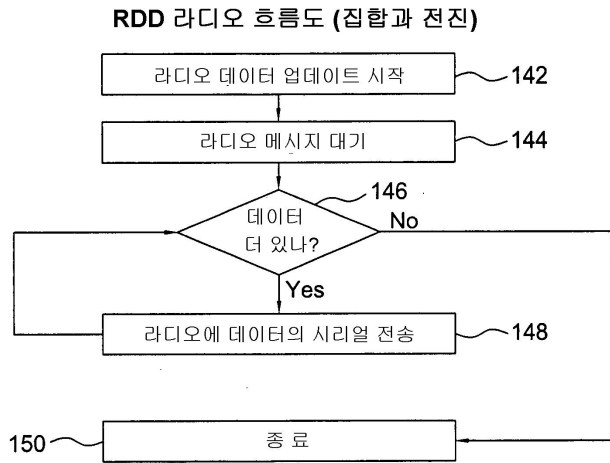 RDD 라디오 흐름도 (집합과 전진)
라디오 데이터 업데이트 시작
142
라디오 메시지 대기
144
146
데이터
더 있나?
No
Yes
라디오에 데이터의 시리얼 전송
148
150
종 료